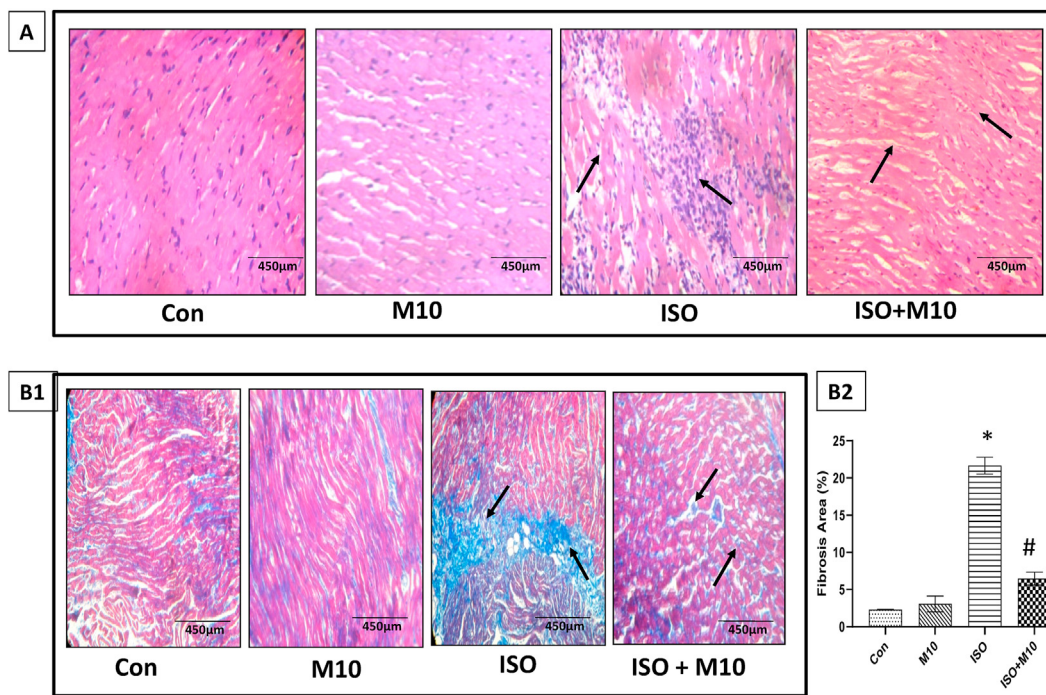 A
450μm
450μm
450μm
450μm
Con
M10
ISO
ISO+M10
B1
450μm
450μm
450μm
450μm
Con
M10
ISO
ISO + M10
B2
Fibrosis Area (%)
25
20
15
10
5
0
*
#
Con
M10
ISO
ISO+M10